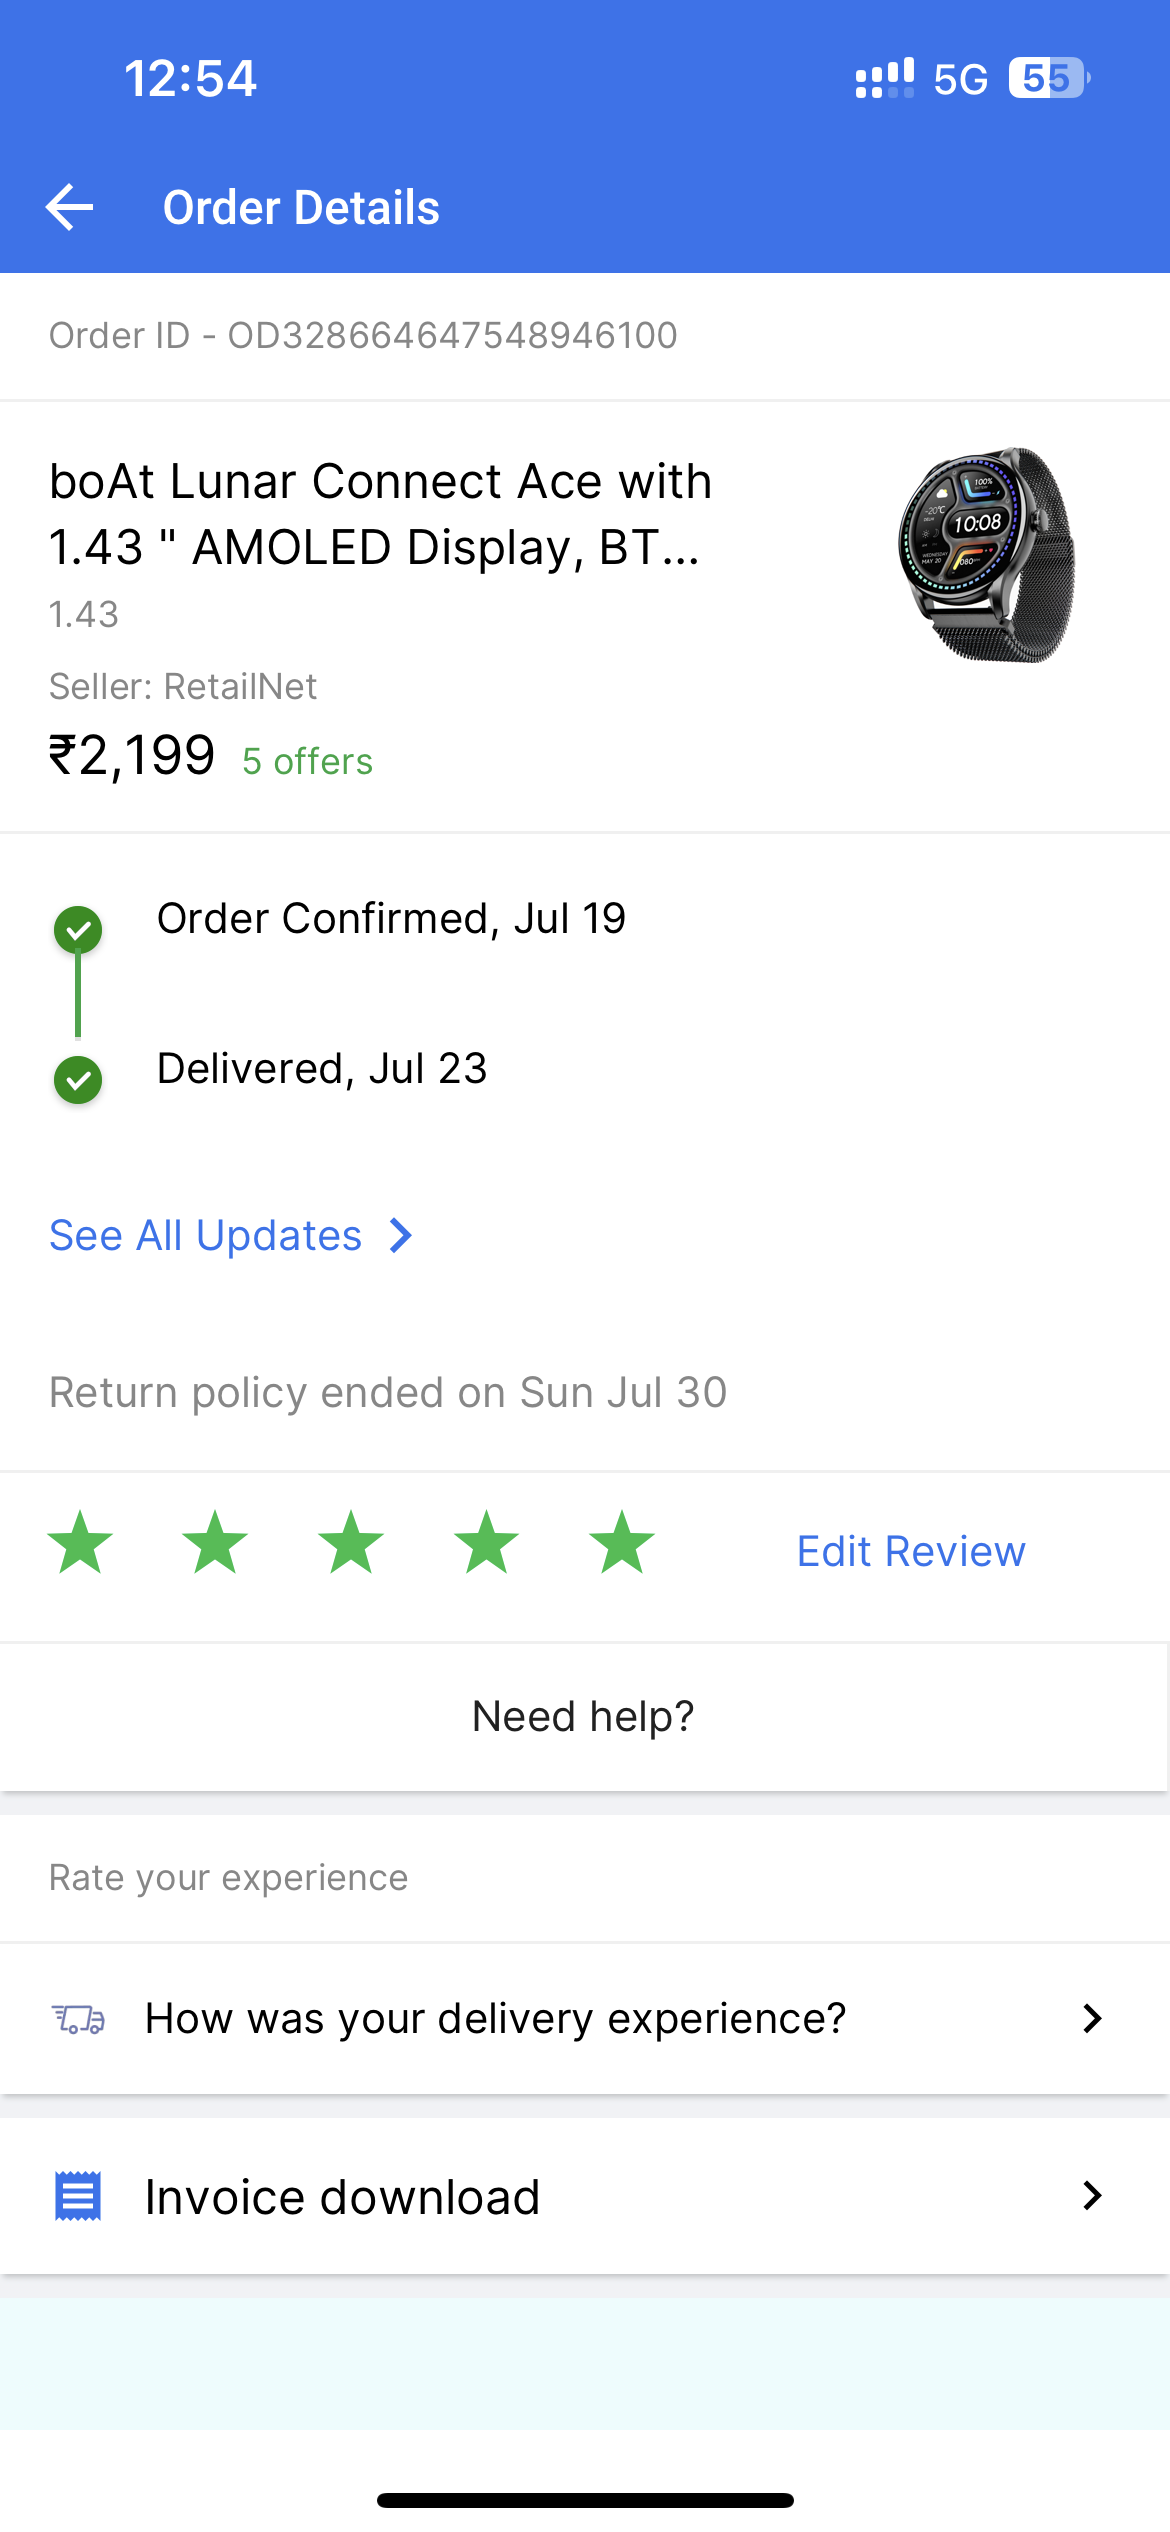 12:54
5G 55
Order Details
Order ID - OD328664647548946100
boAt Lunar Connect Ace with
1.43 " AMOLED Display, BT...
1.43
Seller: RetailNet
₹2,199 5 offers
100%
-20°C
10:08
WEDNESDAY
MAY 20
080
Order Confirmed, Jul 19
Delivered, Jul 23
See All Updates
Return policy ended on Sun Jul 30
Edit Review
Need help?
Rate your experience
How was your delivery experience?
Invoice download